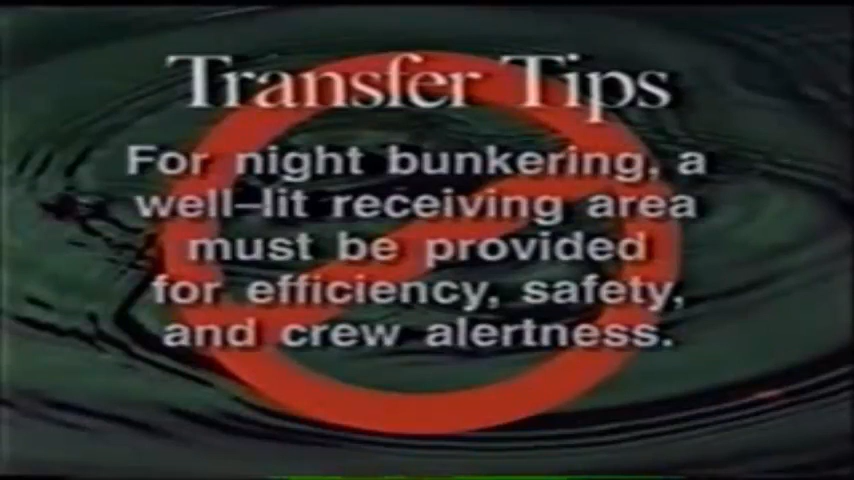 Transfer Tips
For night bunkering, a
well-lit receiving area
must be provided
for efficiency, safety,
and crew alertness.